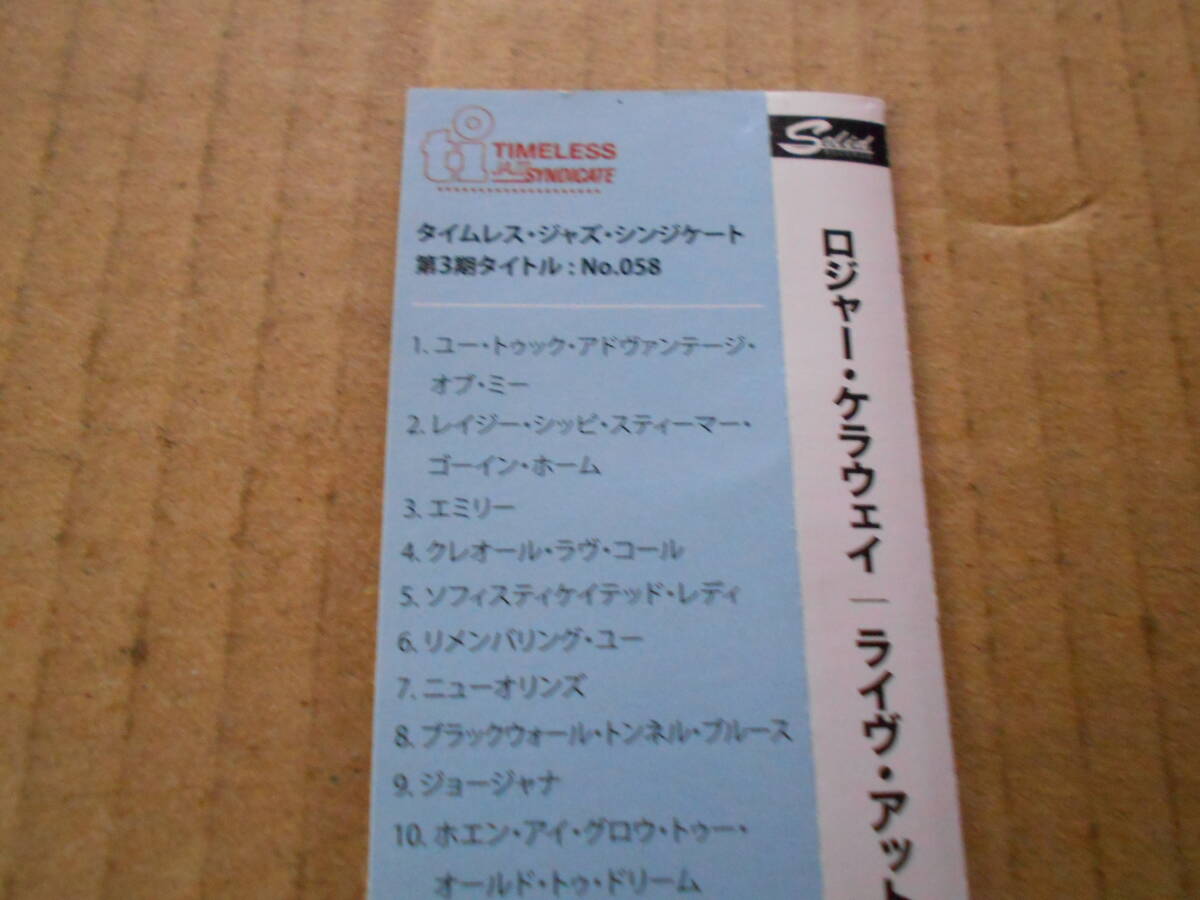 ti
TIMELESS
JAZZ SYNDICATE
タイムレス・ジャズ・シンジケート
第3期タイトル : No.058
1. ユー・トゥック・アドヴァンテージ・
オブ・ミー
2. レイジー・シッピ・スティーマー・
ゴーイン・ホーム
3. エミリー
4. クレオール・ラヴ・コール
5. ソフィスティケイテッド・レディ
6. リメンバリング・ユー
7. ニューオリンズ
8. ブラックウォール・トンネル・ブルース
9. ジョージャナ
10. ホエン・アイ・グロウ・トゥー・
オールド・トゥ・ドリーム
Solid
ロジャー・ケラウェイ | ライヴ・アット